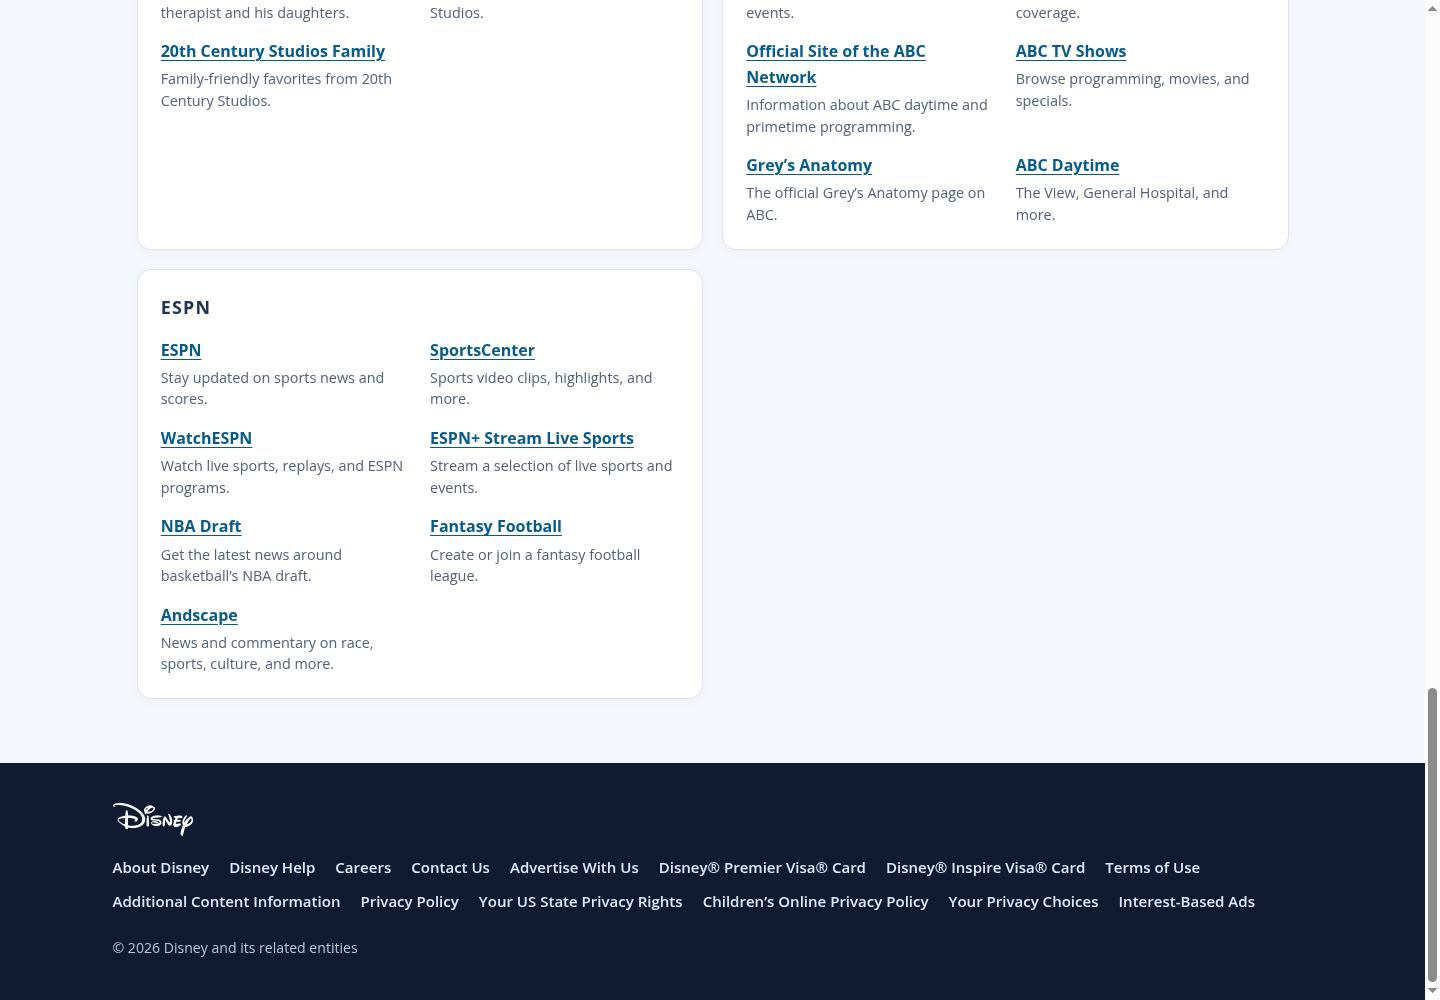 therapist and his daughters.
Studios.
20th Century Studios Family
Family-friendly favorites from 20th
Century Studios.
events.
coverage.
Official Site of the ABC
Network
Information about ABC daytime and
primetime programming.
ABC TV Shows
Browse programming, movies, and
specials.
Grey’s Anatomy
The official Grey’s Anatomy page on
ABC.
ABC Daytime
The View, General Hospital, and
more.
ESPN
ESPN
Stay updated on sports news and
scores.
SportsCenter
Sports video clips, highlights, and
more.
WatchESPN
Watch live sports, replays, and ESPN
programs.
ESPN+ Stream Live Sports
Stream a selection of live sports and
events.
NBA Draft
Get the latest news around
basketball’s NBA draft.
Fantasy Football
Create or join a fantasy football
league.
Andscape
News and commentary on race,
sports, culture, and more.
Disney
About Disney Disney Help Careers Contact Us Advertise With Us Disney® Premier Visa® Card Disney® Inspire Visa® Card Terms of Use
Additional Content Information Privacy Policy Your US State Privacy Rights Children’s Online Privacy Policy Your Privacy Choices Interest-Based Ads
© 2026 Disney and its related entities